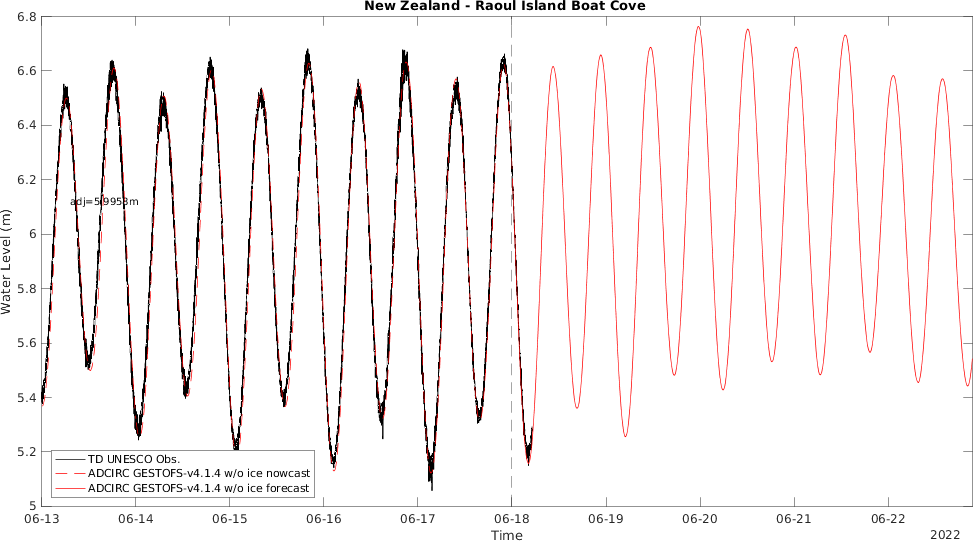 New Zealand - Raoul Island Boat Cove
6.8
6.6
6.4
6.2
6
5.8
5.6
5.4
5.2
5
Water Level (m)
adj=5.9953m
TD UNESCO Obs.
ADCIRC GESTOFS-v4.1.4 w/o ice nowcast
ADCIRC GESTOFS-v4.1.4 w/o ice forecast
06-13 06-14 06-15 06-16 06-17 06-18 06-19 06-20 06-21 06-22
Time
2022